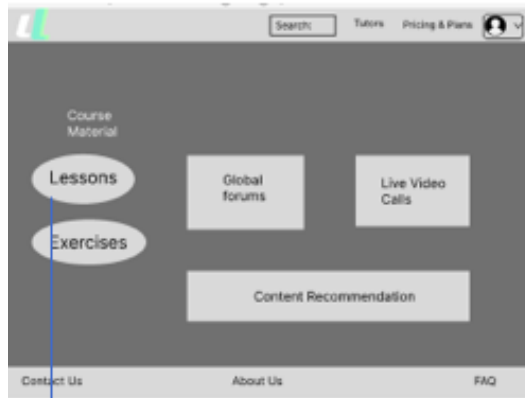 Search:
Tutors
Pricing & Plans
Course
Material
Lessons
Exercises
Global
forums
Live Video
Calls
Content Recommendation
Contact Us
About Us
FAQ